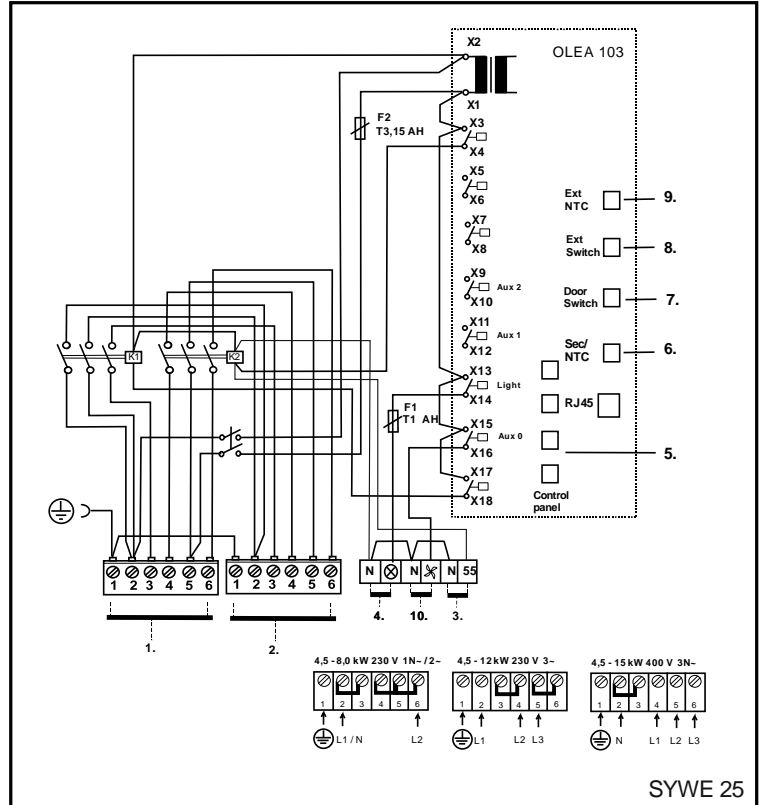 X2
OLEA 103
X1
F2
T3,15 AH
X3
X4
X5
X6
Ext
NTC
9.
X7
X8
Ext
Switch
8.
X9
Aux 2
X10
Door
Switch
7.
X11
Aux 1
X12
Sec/
NTC
6.
K1
K2
X13
Light
X14
RJ45
F1
T1 AH
X15
Aux 0
X16
5.
X17
X18
Control
panel
1 2 3 4 5 6
1 2 3 4 5 6
N N N 55
4. 10. 3.
1. 2.
4,5 - 8,0 kW 230 V 1N~ / 2~
1 2 3 4 5 6
L1 / N L2
4,5 - 12 kW 230 V 3~
1 2 3 4 5 6
L1 L2 L3
4,5 - 15 kW 400 V 3N~
1 2 3 4 5 6
N L1 L2 L3
SYWE 25